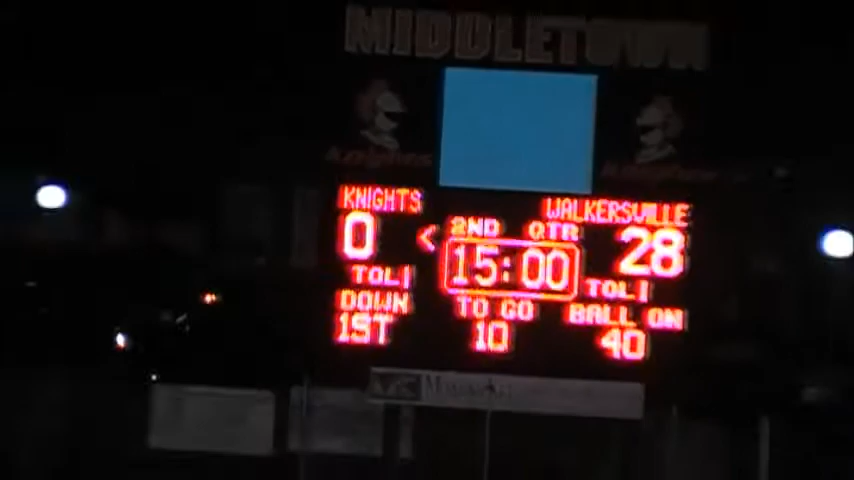 MIDDLETOWN
Knights
KNIGHTS WALKERSVILLE
0 < 2ND QTR 28
15:00
TOL| TOL|
DOWN TO GO BALL ON
1ST 10 40